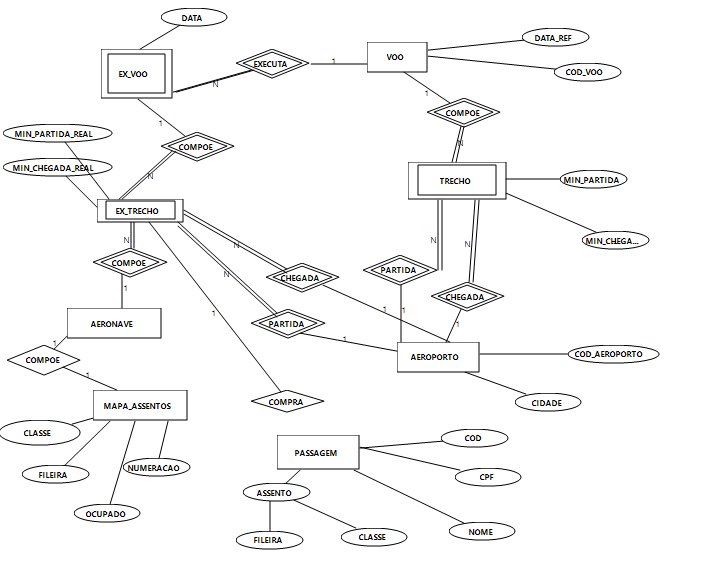 DATA
DATA_REF
EX_VOO
EXECUTA
1
VOO
COD_VOO
N
1
COMPOE
1
MIN_PARTIDA_REAL
COMPOE
N
MIN_CHEGADA_REAL
N
TRECHO
MIN_PARTIDA
EX_TRECHO
N
N
N
N
MIN_CHEGA...
COMPOE
CHEGADA
PARTIDA
N
1
CHEGADA
1
1
1
AERONAVE
PARTIDA
1
1
1
COMPOE
AEROPORTO
COD_AEROPORTO
1
COMPRA
CIDADE
MAPA_ASSENTOS
CLASSE
COD
PASSAGEM
FILEIRA
NUMERACAO
CPF
ASSENTO
OCUPADO
NOME
FILEIRA
CLASSE